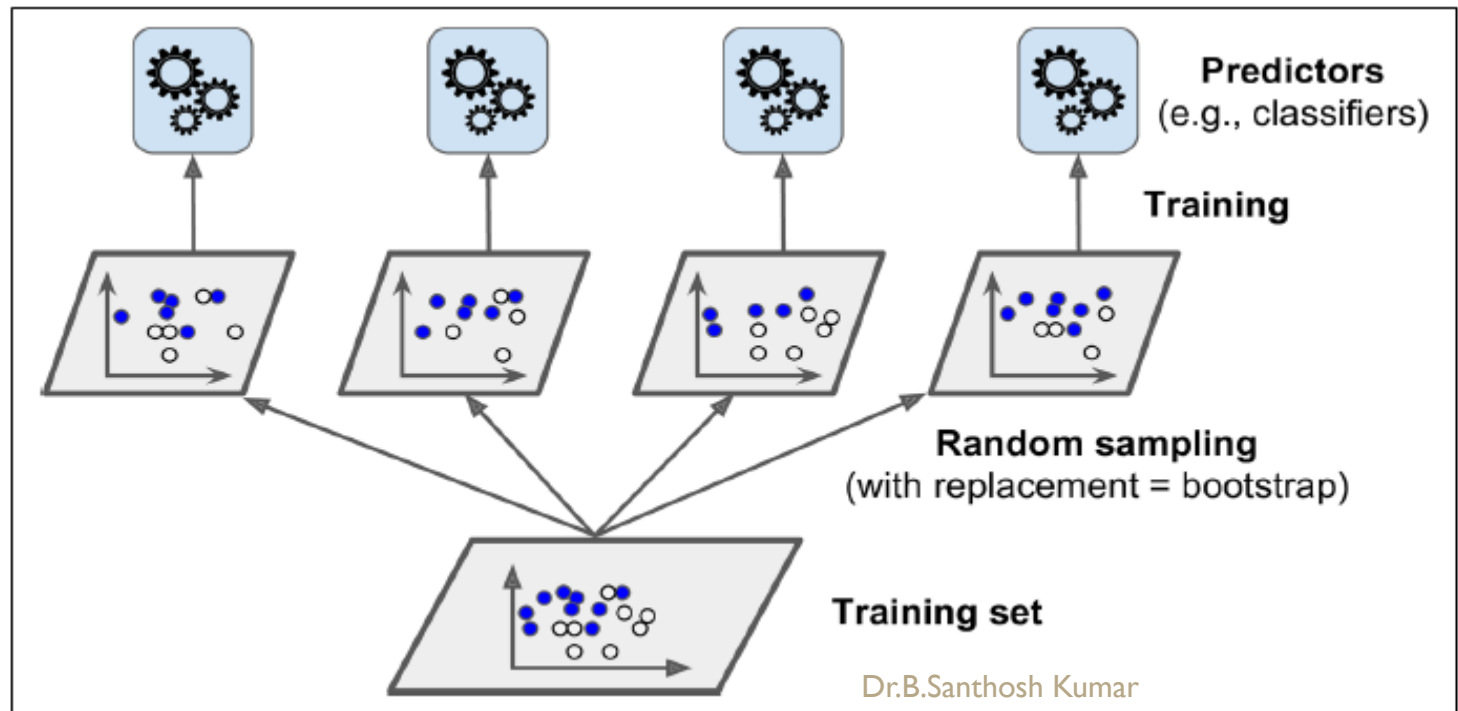 Predictors
(e.g., classifiers)
Training
Random sampling
(with replacement = bootstrap)
Training set
Dr.B.Santhosh Kumar